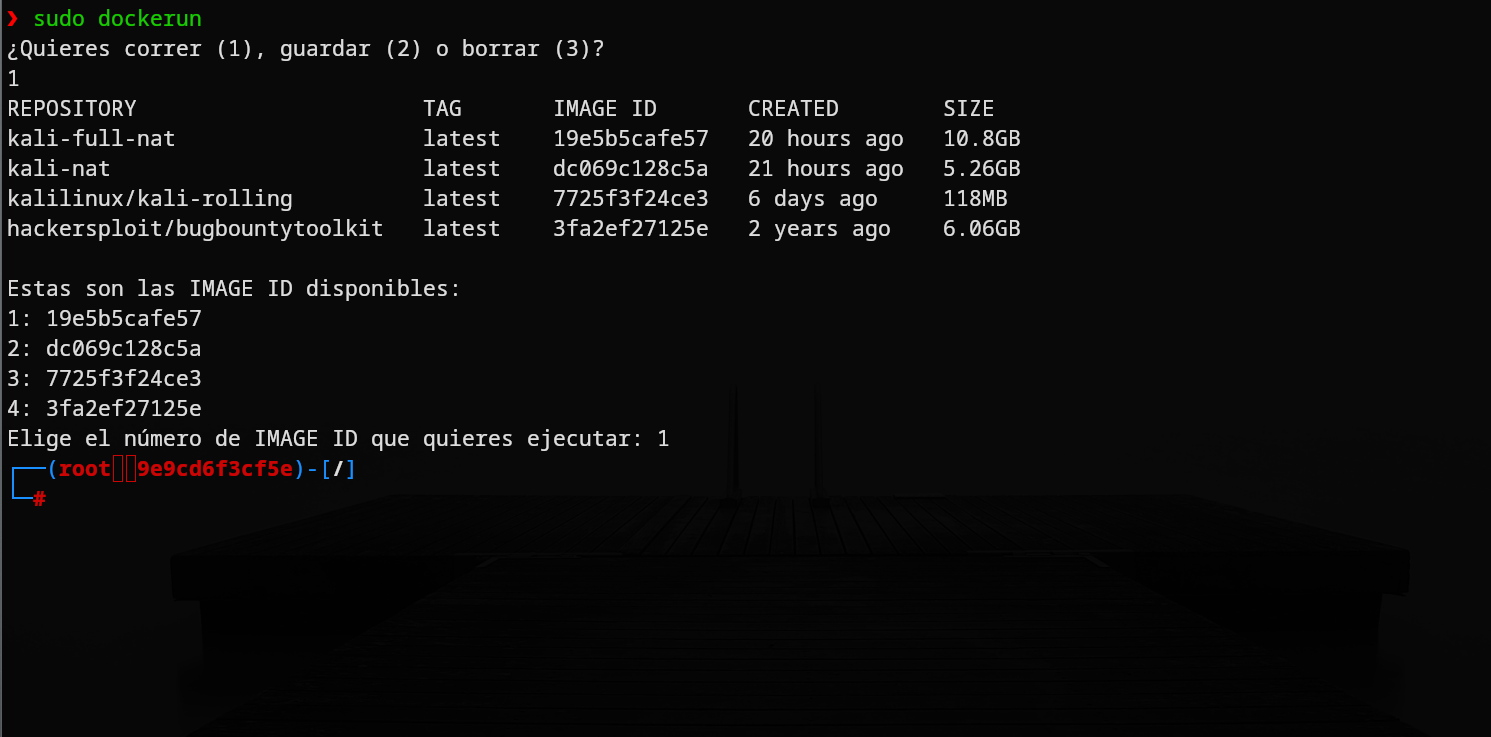 ❯ sudo dockerun
¿Quieres correr (1), guardar (2) o borrar (3)?
1
REPOSITORY TAG IMAGE ID CREATED SIZE
kali-full-nat latest 19e5b5cafe57 20 hours ago 10.8GB
kali-nat latest dc069c128c5a 21 hours ago 5.26GB
kalilinux/kali-rolling latest 7725f3f24ce3 6 days ago 118MB
hackersploit/bugbountytoolkit latest 3fa2ef27125e 2 years ago 6.06GB
Estas son las IMAGE ID disponibles:
1: 19e5b5cafe57
2: dc069c128c5a
3: 7725f3f24ce3
4: 3fa2ef27125e
Elige el número de IMAGE ID que quieres ejecutar: 1
┌──(root▯▯9e9cd6f3cf5e)-[/]
└─#